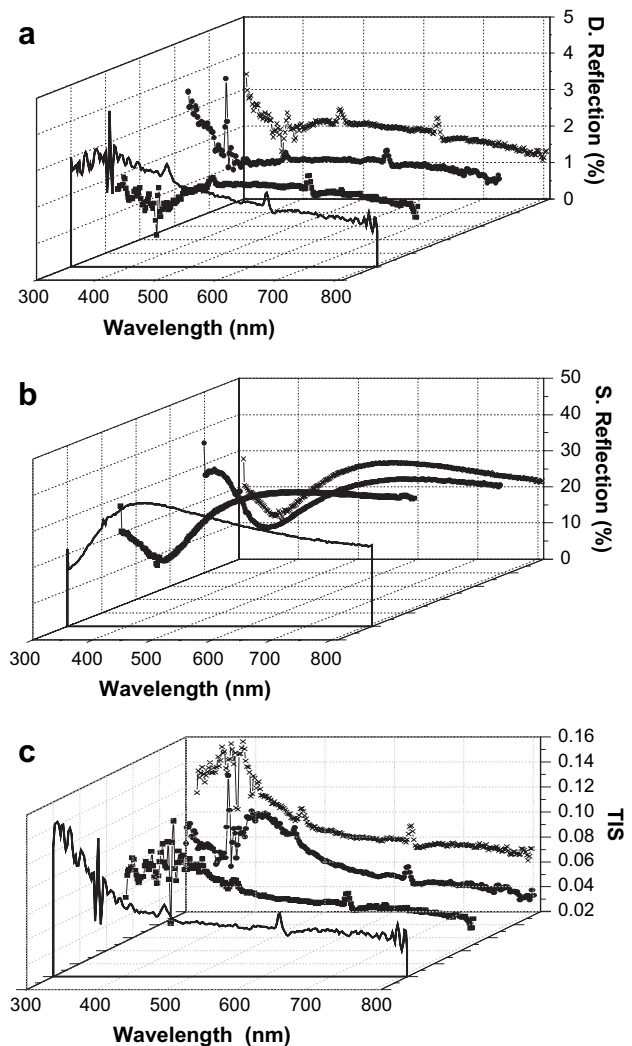 a
5
4
3
2
1
0
D. Reflection (%)
300 400 500 600 700 800
Wavelength (nm)
b
50
40
30
20
10
0
S. Reflection (%)
300 400 500 600 700 800
Wavelength (nm)
c
0.16
0.14
0.12
0.10
0.08
0.06
0.04
0.02
TIS
300 400 500 600 700 800
Wavelength (nm)